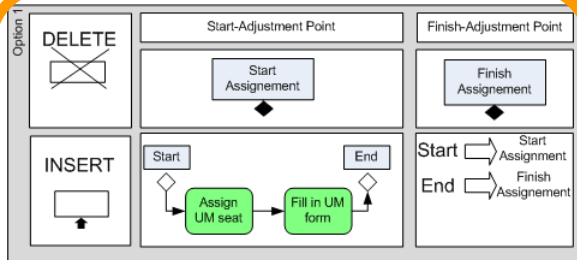 Option 1
DELETE
Start-Adjustment Point
Finish-Adjustment Point
Start
Assignement
Finish
Assignement
INSERT
Start
End
Assign
UM seat
Fill in UM
form
Start
Start
Assignment
End
Finish
Assignement